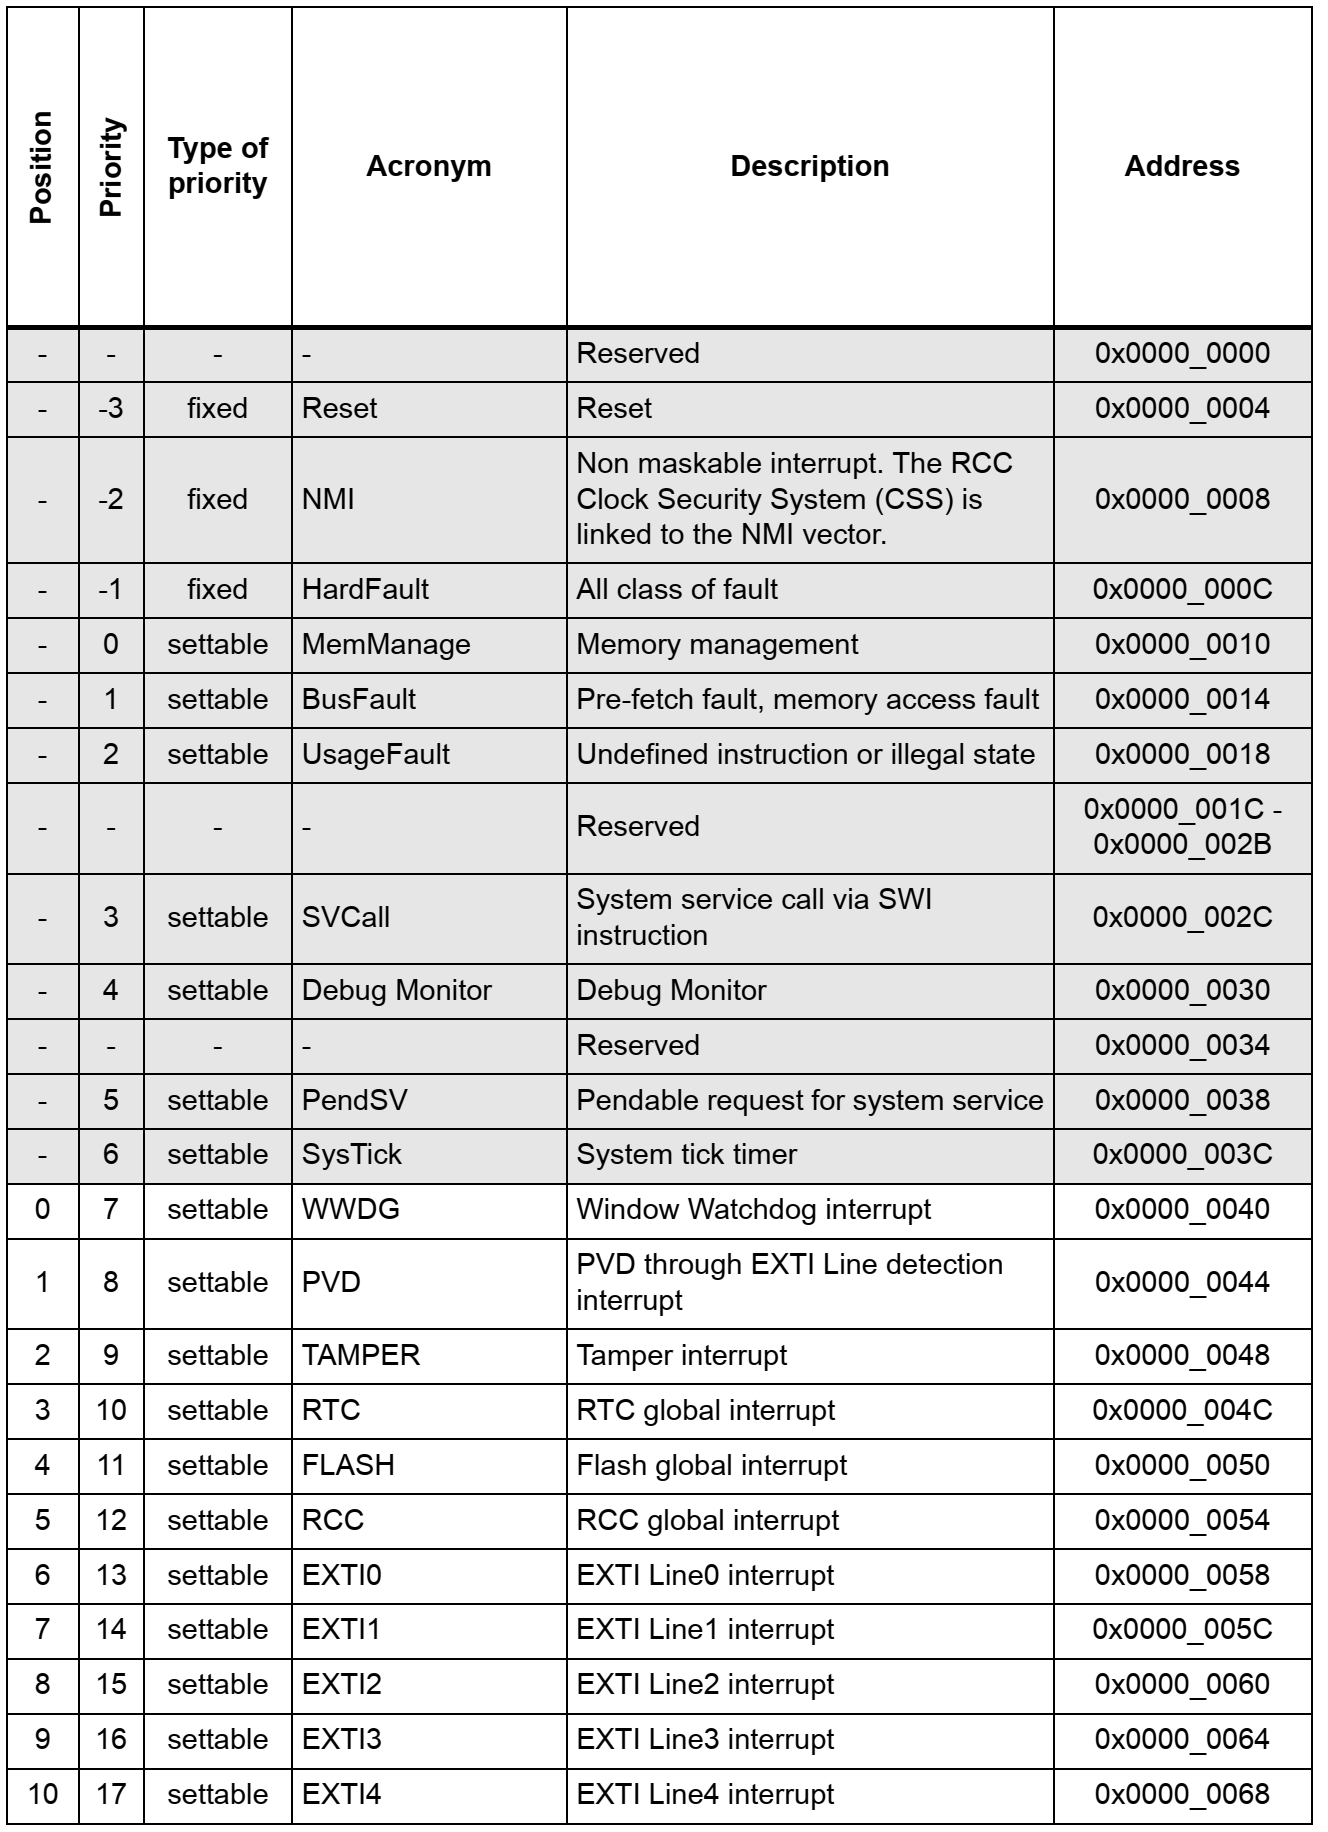 Position Priority Type of priority Acronym Description Address
- - - - Reserved 0x0000_0000
- -3 fixed Reset Reset 0x0000_0004
- -2 fixed NMI Non maskable interrupt. The RCC
Clock Security System (CSS) is
linked to the NMI vector. 0x0000_0008
- -1 fixed HardFault All class of fault 0x0000_000C
- 0 settable MemManage Memory management 0x0000_0010
- 1 settable BusFault Pre-fetch fault, memory access fault 0x0000_0014
- 2 settable UsageFault Undefined instruction or illegal state 0x0000_0018
- - - - Reserved 0x0000_001C -
0x0000_002B
- 3 settable SVCall System service call via SWI
instruction 0x0000_002C
- 4 settable Debug Monitor Debug Monitor 0x0000_0030
- - - - Reserved 0x0000_0034
- 5 settable PendSV Pendable request for system service 0x0000_0038
- 6 settable SysTick System tick timer 0x0000_003C
0 7 settable WWDG Window Watchdog interrupt 0x0000_0040
1 8 settable PVD PVD through EXTI Line detection
interrupt 0x0000_0044
2 9 settable TAMPER Tamper interrupt 0x0000_0048
3 10 settable RTC RTC global interrupt 0x0000_004C
4 11 settable FLASH Flash global interrupt 0x0000_0050
5 12 settable RCC RCC global interrupt 0x0000_0054
6 13 settable EXTI0 EXTI Line0 interrupt 0x0000_0058
7 14 settable EXTI1 EXTI Line1 interrupt 0x0000_005C
8 15 settable EXTI2 EXTI Line2 interrupt 0x0000_0060
9 16 settable EXTI3 EXTI Line3 interrupt 0x0000_0064
10 17 settable EXTI4 EXTI Line4 interrupt 0x0000_0068